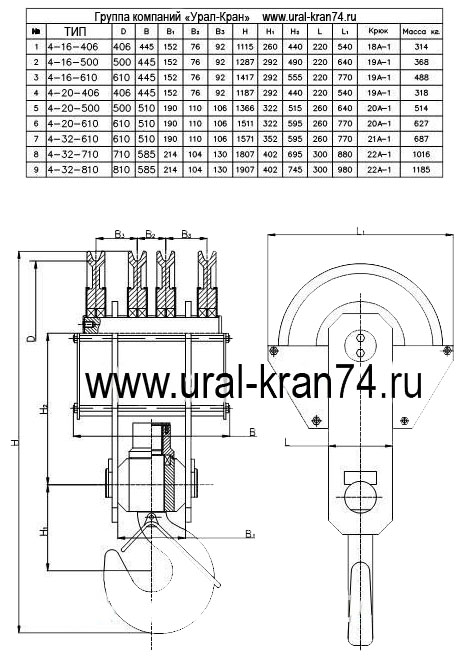 Группа компаний «Урал-Кран» www.ural-kran74.ru
№ ТИП D B B₁ B₂ B₃ H H₁ H₂ L L₁ Крюк Масса кг.
1 4-16-406 406 445 152 76 92 1115 260 440 220 540 18А-1 314
2 4-16-500 500 445 152 76 92 1287 292 490 220 640 19А-1 368
3 4-16-610 610 445 152 76 92 1417 292 555 220 770 19А-1 488
4 4-20-406 406 445 152 76 92 1187 292 440 220 640 19А-1 318
5 4-20-500 500 510 190 110 106 1366 322 515 260 640 20А-1 514
6 4-20-610 610 510 190 110 106 1511 322 595 260 770 20А-1 627
7 4-32-610 610 510 190 110 106 1571 352 595 260 770 21А-1 687
8 4-32-710 710 585 214 104 130 1807 402 695 300 880 22А-1 1016
9 4-32-810 810 585 214 104 130 1907 402 745 300 980 22А-1 1185
B₁ B₂ B₃ L₁
D
H₂
www.ural-kran74.ru
H
B L
H₁